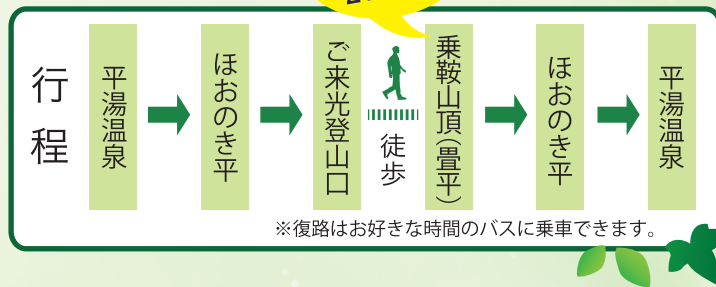 行程
平湯温泉
ほおのき平
ご来光登山口
徒歩
乗鞍山頂(畳平)
ほおのき平
平湯温泉
※復路はお好きな時間のバスに乗車できます。